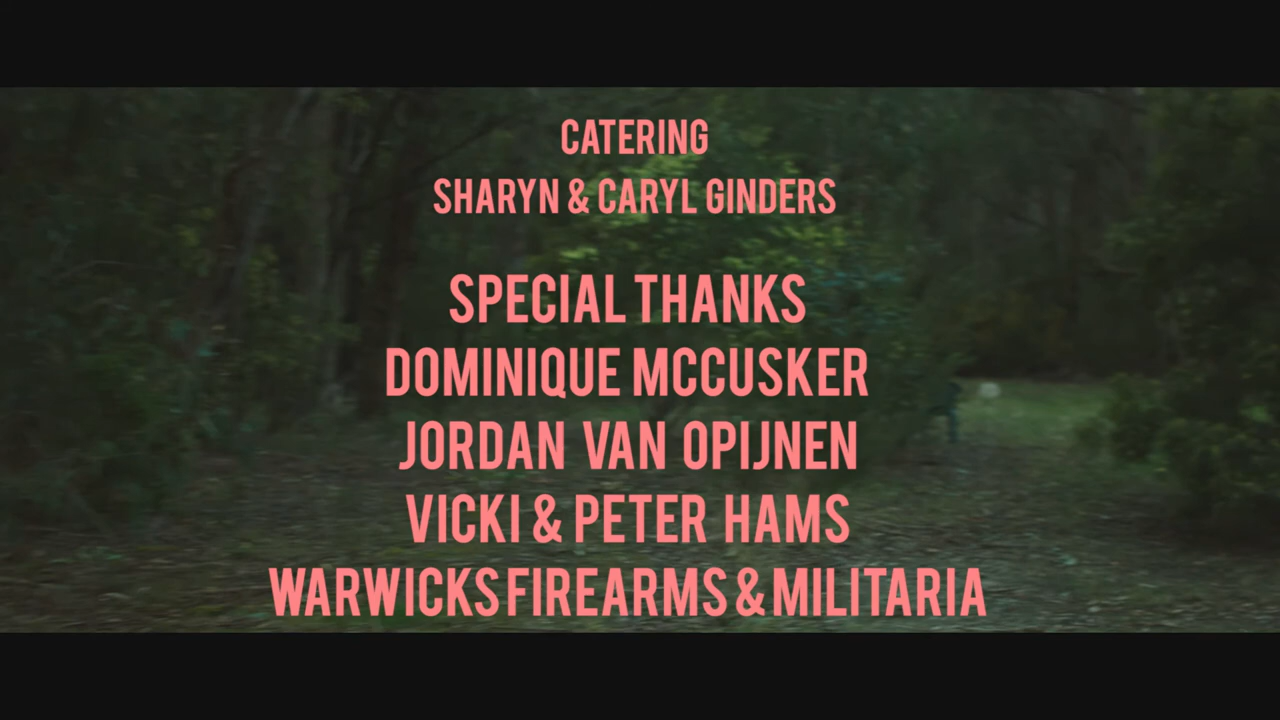 CATERING
SHARYN & CARYL GINDERS
SPECIAL THANKS
DOMINIQUE MCCUSKER
JORDAN VAN OPIJNEN
VICKI & PETER HAMS
WARWICKS FIREARMS & MILITARIA